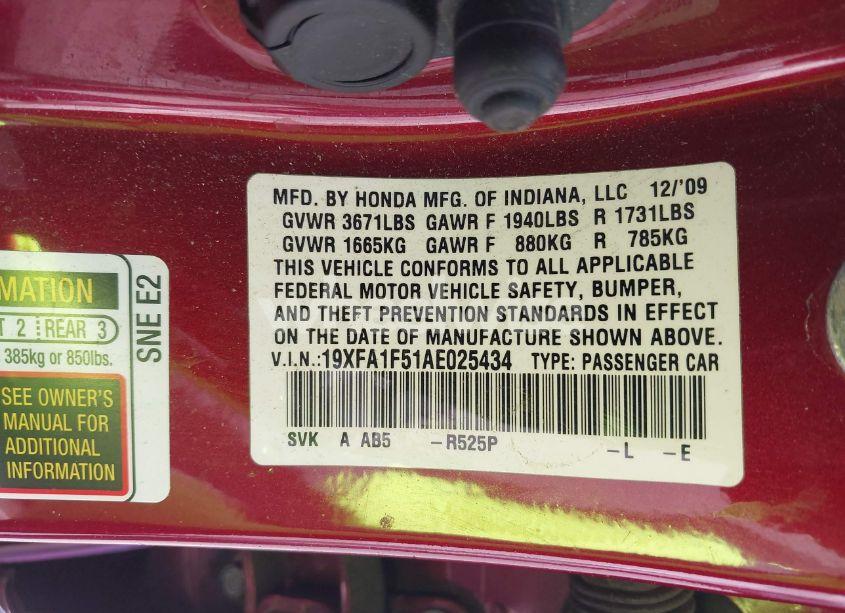 MFD. BY HONDA MFG. OF INDIANA, LLC 12/'09
GVWR 3671LBS GAWR F 1940LBS R 1731LBS
GVWR 1665KG GAWR F 880KG R 785KG
THIS VEHICLE CONFORMS TO ALL APPLICABLE
FEDERAL MOTOR VEHICLE SAFETY, BUMPER,
AND THEFT PREVENTION STANDARDS IN EFFECT
ON THE DATE OF MANUFACTURE SHOWN ABOVE.
V.I.N.:19XFA1F51AE025434 TYPE: PASSENGER CAR
SVK A AB5 -R525P -L -E
MATION
T 2 REAR 3
385kg or 850lbs.
SEE OWNER'S
MANUAL FOR
ADDITIONAL
INFORMATION
SNE E2